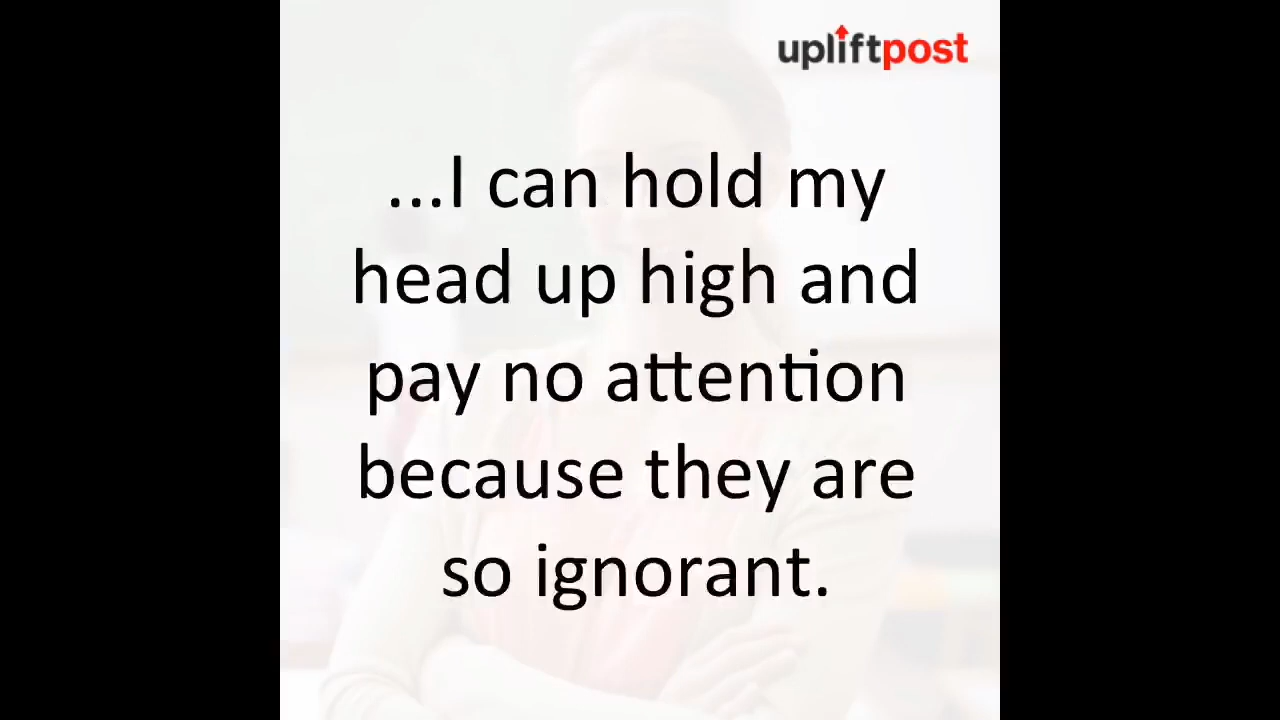 upliftpost
...I can hold my
head up high and
pay no attention
because they are
so ignorant.